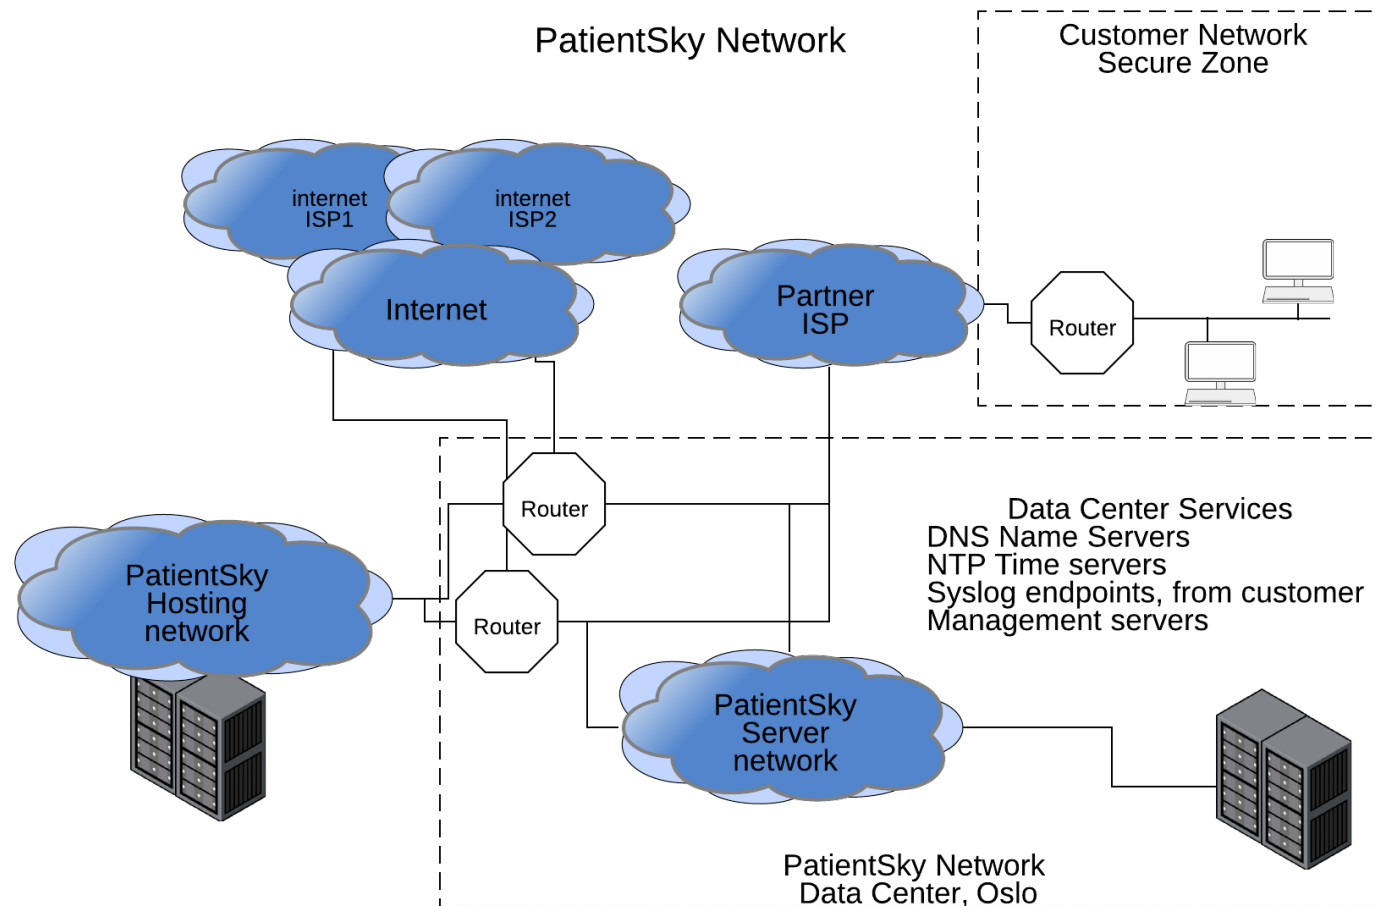 PatientSky Network
Customer Network
Secure Zone
internet
ISP1
internet
ISP2
Internet
Partner
ISP
Router
Router
Router
PatientSky
Hosting
network
Data Center Services
DNS Name Servers
NTP Time servers
Syslog endpoints, from customer
Management servers
PatientSky
Server
network
PatientSky Network
Data Center, Oslo